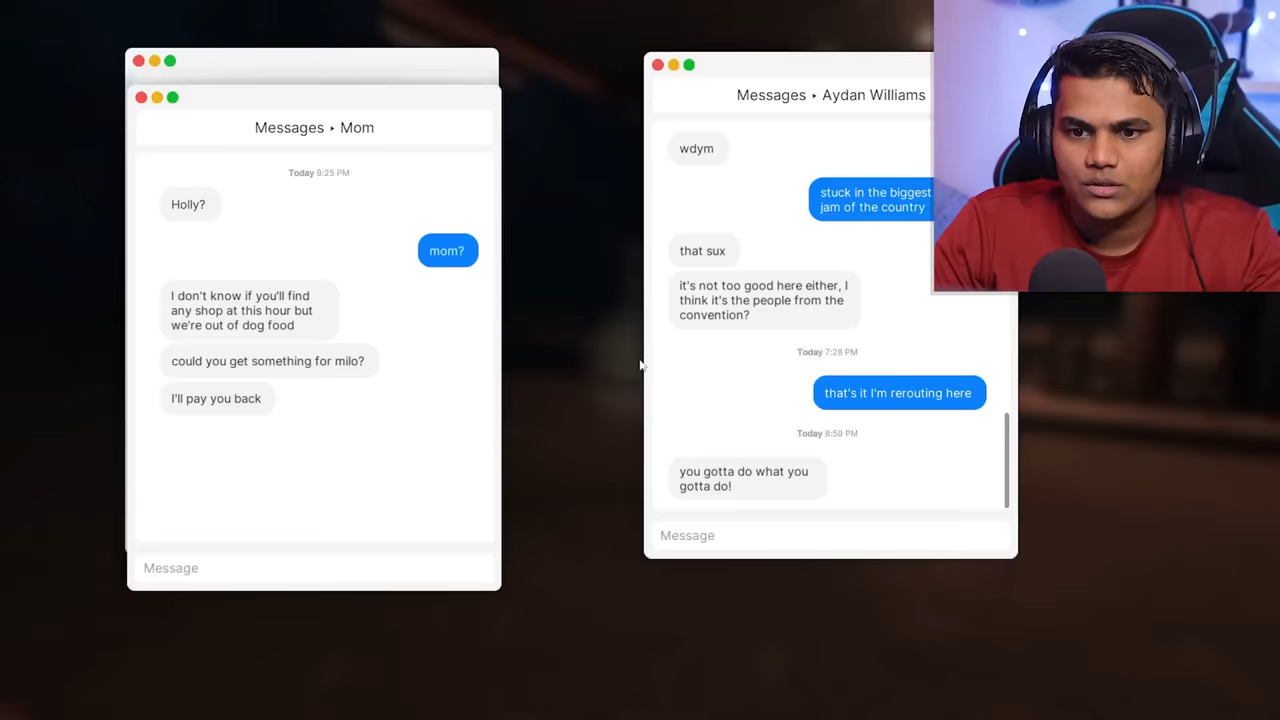 Messages ‣ Mom
Today 9:25 PM
Holly?
mom?
I don't know if you'll find
any shop at this hour but
we're out of dog food
could you get something for milo?
I'll pay you back
Message
Messages ‣ Aydan Williams
wdym
stuck in the biggest
jam of the country
that sux
it's not too good here either, I
think it's the people from the
convention?
Today 7:28 PM
that's it I'm rerouting here
Today 8:59 PM
you gotta do what you
gotta do!
Message